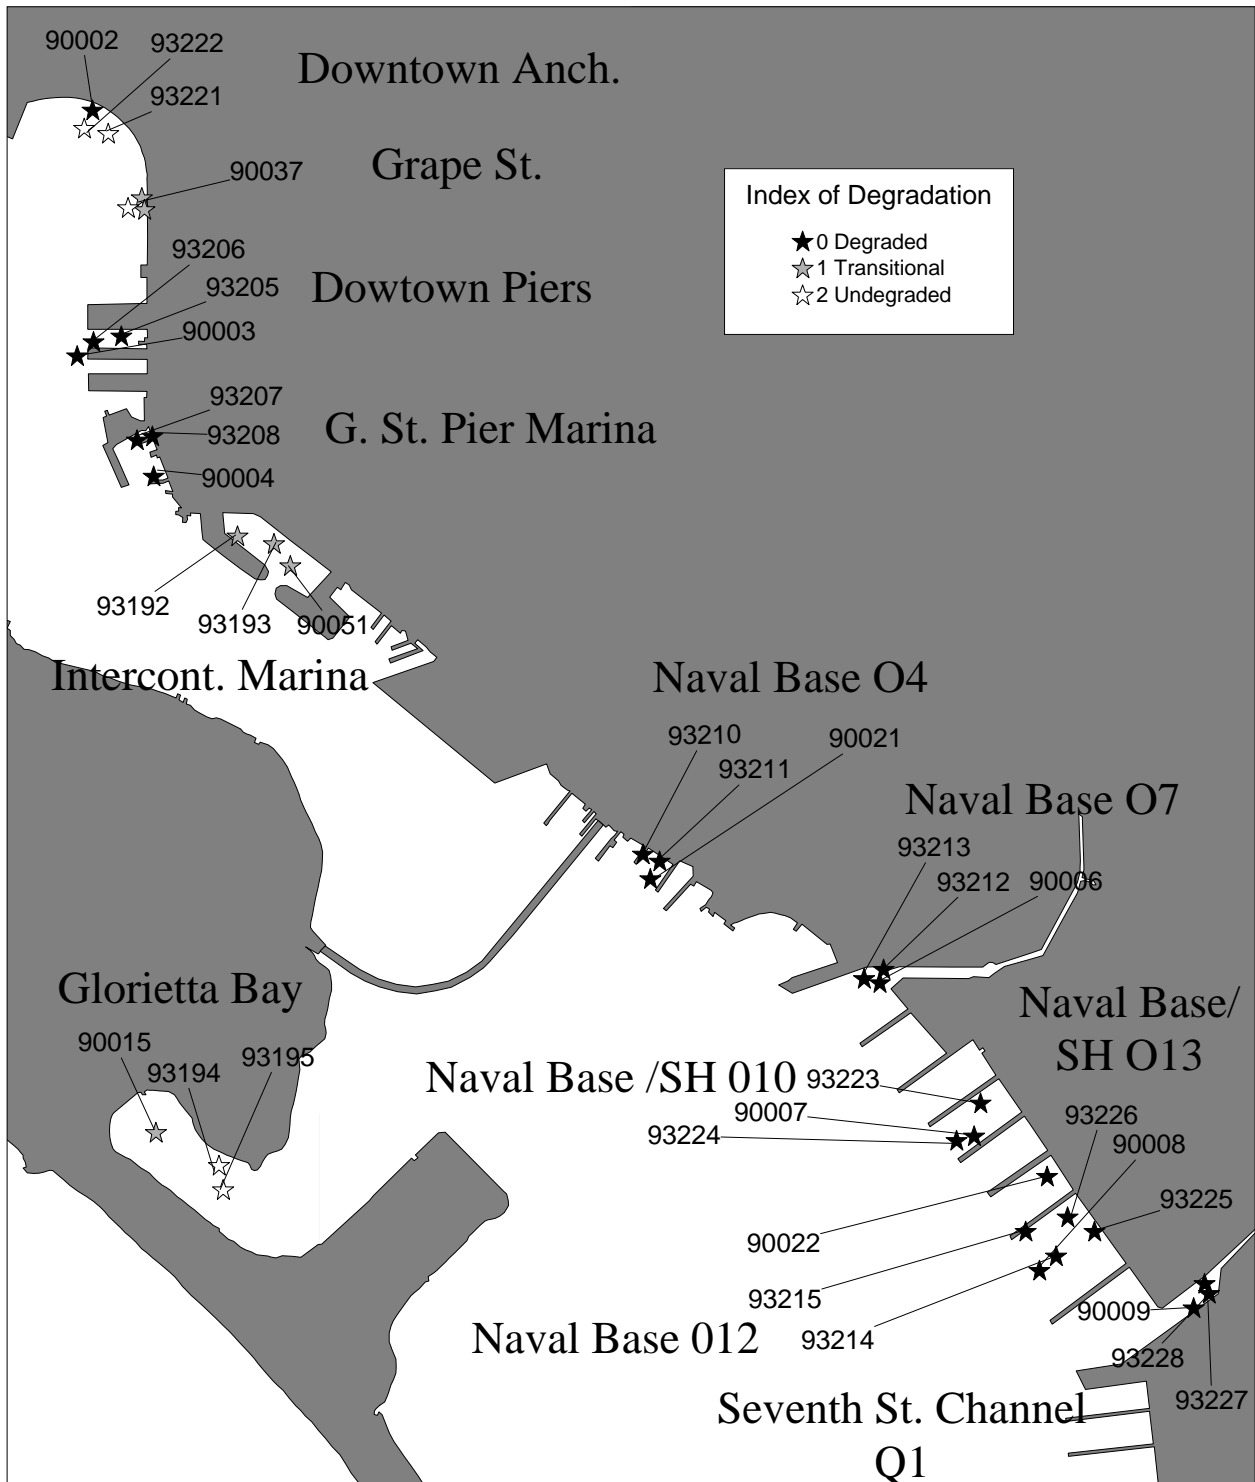 90002
93222
Downtown Anch.
93221
Grape St.
90037
Index of Degradation
0 Degraded
1 Transitional
2 Undegraded
93206
93205
Dowtown Piers
90003
93207
93208
G. St. Pier Marina
90004
93192
93193
90051
Intercont. Marina
Naval Base O4
93210
90021
93211
Naval Base O7
93213
93212
90006
Glorietta Bay
90015
93194
93195
Naval Base/
SH O13
Naval Base /SH 010
93223
90007
93224
93226
90008
93225
90022
93215
93214
Naval Base 012
90009
93228
93227
Seventh St. Channel
Q1